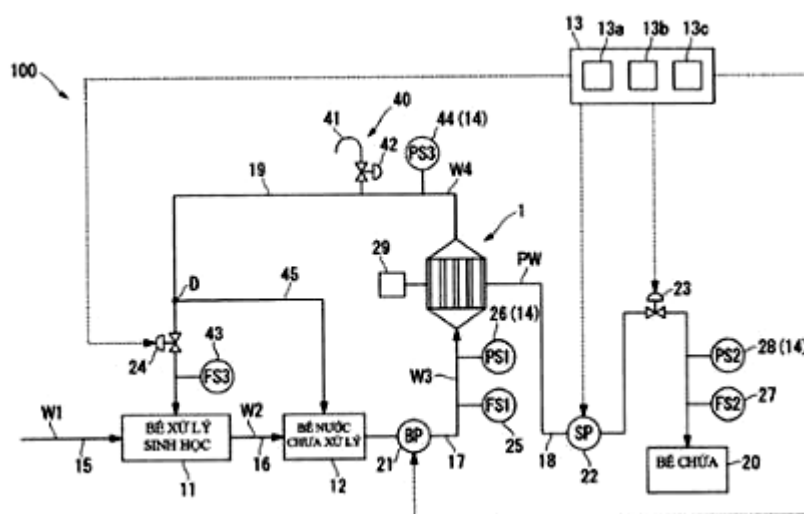 13
13a
13b
13c
100
40
41
42
44 (14)
PS3
W4
19
1
29
PW
D
45
23
26 (14)
PS1
28 (14)
PS2
24
43
FS3
W3
FS1
25
27
FS2
W1
BỂ XỬ LÝ
SINH HỌC
W2
BỂ NƯỚC
CHƯA XỬ LÝ
BP
SP
BỂ CHỨA
20
15
11
16
12
21
17
18
22